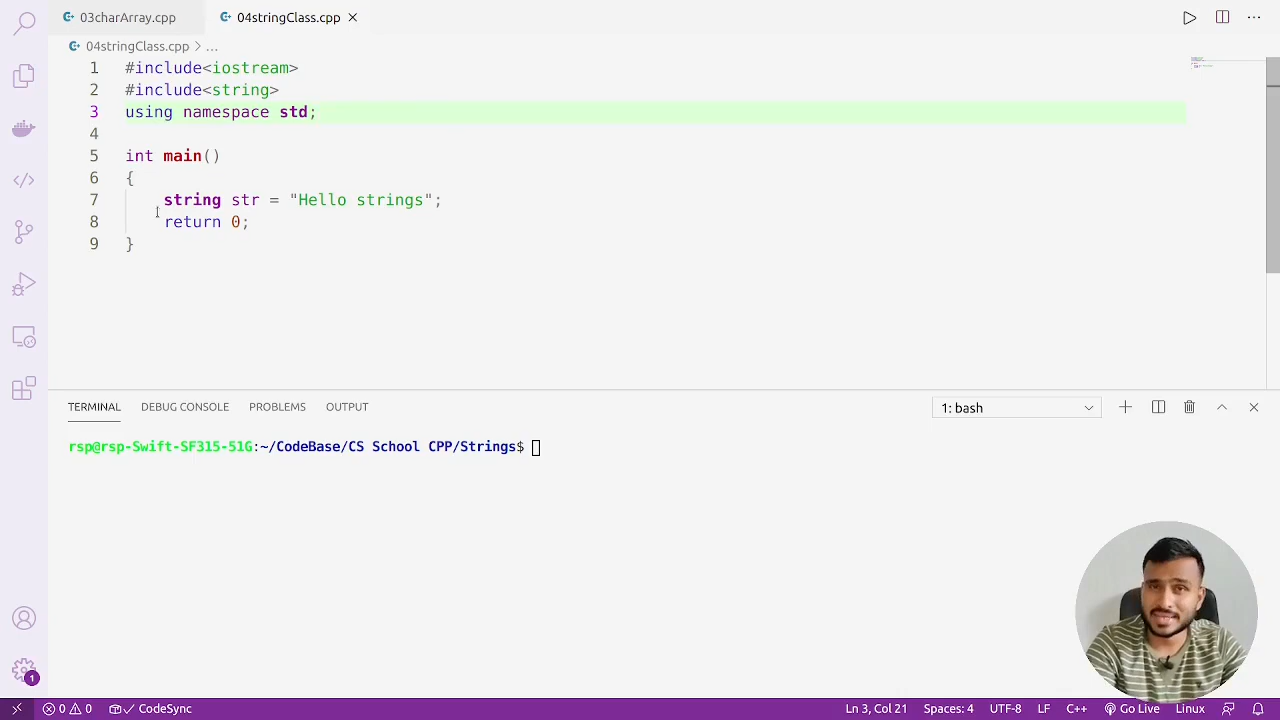 03charArray.cpp
04stringClass.cpp
04stringClass.cpp > ...
1 #include<iostream>
2 #include<string>
3 using namespace std;
4
5 int main()
6 {
7 string str = "Hello strings";
8 return 0;
9 }
TERMINAL DEBUG CONSOLE PROBLEMS OUTPUT 1: bash
rsp@rsp-Swift-SF315-51G:~/CodeBase/CS School CPP/Strings$
1
0 0 CodeSync Ln 3, Col 21 Spaces: 4 UTF-8 LF C++ Go Live Linux